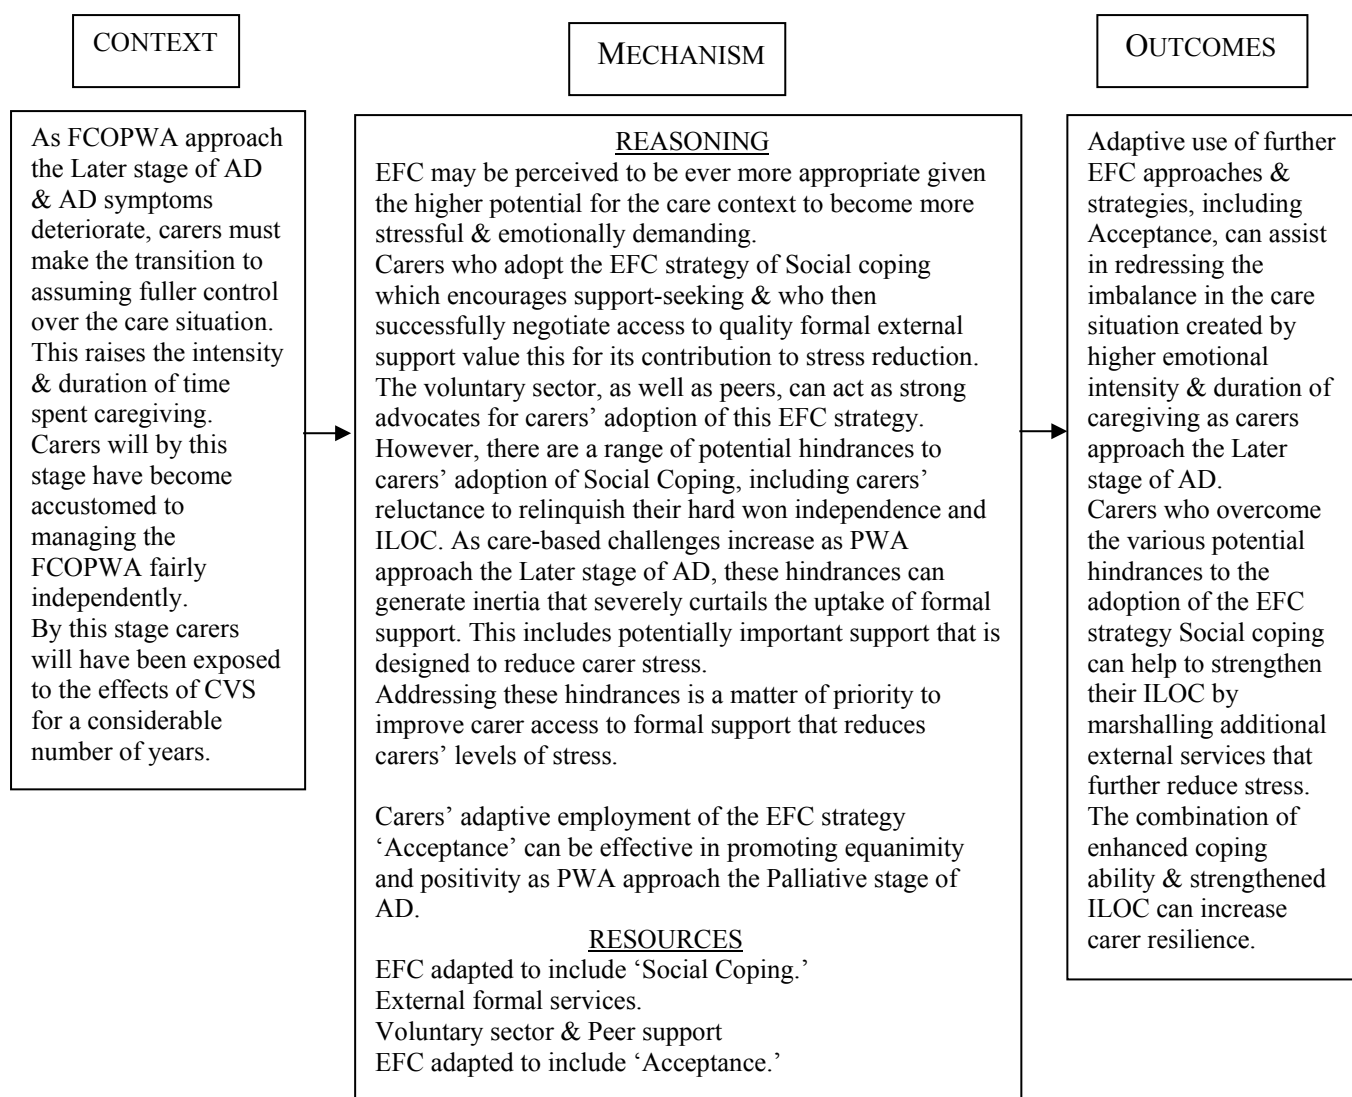 CONTEXT
MECHANISM
OUTCOMES
As FCOPWA approach
the Later stage of AD
& AD symptoms
deteriorate, carers must
make the transition to
assuming fuller control
over the care situation.
This raises the intensity
& duration of time
spent caregiving.
Carers will by this
stage have become
accustomed to
managing the
FCOPWA fairly
independently.
By this stage carers
will have been exposed
to the effects of CVS
for a considerable
number of years.
REASONING
EFC may be perceived to be ever more appropriate given
the higher potential for the care context to become more
stressful & emotionally demanding.
Carers who adopt the EFC strategy of Social coping
which encourages support-seeking & who then
successfully negotiate access to quality formal external
support value this for its contribution to stress reduction.
The voluntary sector, as well as peers, can act as strong
advocates for carers’ adoption of this EFC strategy.
However, there are a range of potential hindrances to
carers’ adoption of Social Coping, including carers’
reluctance to relinquish their hard won independence and
ILOC. As care-based challenges increase as PWA
approach the Later stage of AD, these hindrances can
generate inertia that severely curtails the uptake of formal
support. This includes potentially important support that is
designed to reduce carer stress.
Addressing these hindrances is a matter of priority to
improve carer access to formal support that reduces
carers’ levels of stress.
Carers’ adaptive employment of the EFC strategy
‘Acceptance’ can be effective in promoting equanimity
and positivity as PWA approach the Palliative stage of
AD.
RESOURCES
EFC adapted to include ‘Social Coping.’
External formal services.
Voluntary sector & Peer support
EFC adapted to include ‘Acceptance.’
Adaptive use of further
EFC approaches &
strategies, including
Acceptance, can assist
in redressing the
imbalance in the care
situation created by
higher emotional
intensity & duration of
caregiving as carers
approach the Later
stage of AD.
Carers who overcome
the various potential
hindrances to the
adoption of the EFC
strategy Social coping
can help to strengthen
their ILOC by
marshalling additional
external services that
further reduce stress.
The combination of
enhanced coping
ability & strengthened
ILOC can increase
carer resilience.